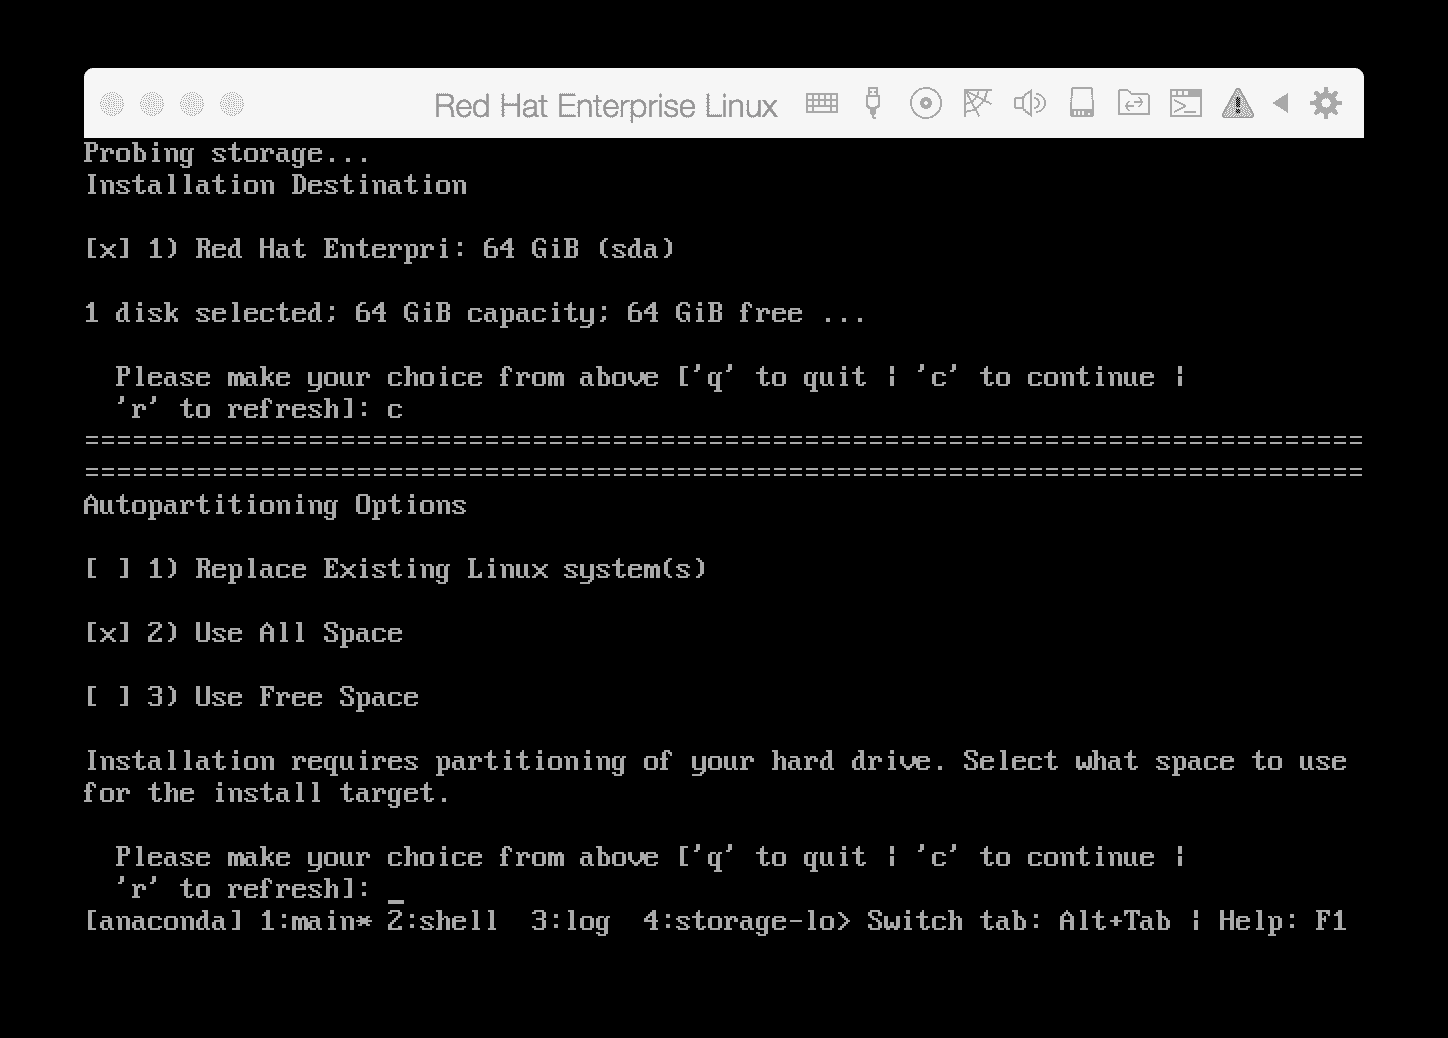 Red Hat Enterprise Linux
Probing storage...
Installation Destination
[x] 1) Red Hat Enterpri: 64 GiB (sda)
1 disk selected; 64 GiB capacity; 64 GiB free ...
Please make your choice from above ['q' to quit | 'c' to continue |
'r' to refresh]: c
================================================================================
================================================================================
Autopartitioning Options
[ ] 1) Replace Existing Linux system(s)
[x] 2) Use All Space
[ ] 3) Use Free Space
Installation requires partitioning of your hard drive. Select what space to use
for the install target.
Please make your choice from above ['q' to quit | 'c' to continue |
'r' to refresh]: _
[anaconda] 1:main* 2:shell  3:log  4:storage-lo> Switch tab: Alt+Tab | Help: F1